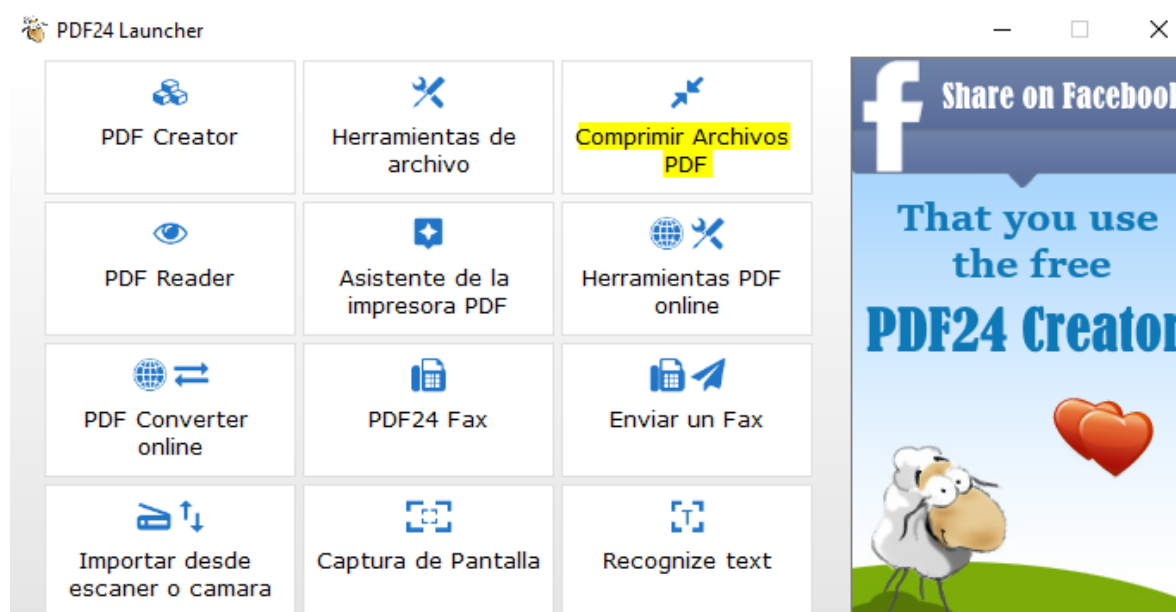 PDF24 Launcher
PDF Creator
Herramientas de
archivo
Comprimir Archivos
PDF
PDF Reader
Asistente de la
impresora PDF
Herramientas PDF
online
PDF Converter
online
PDF24 Fax
Enviar un Fax
Importar desde
escaner o camara
Captura de Pantalla
Recognize text
f
Share on Facebook
That you use
the free
PDF24 Creator